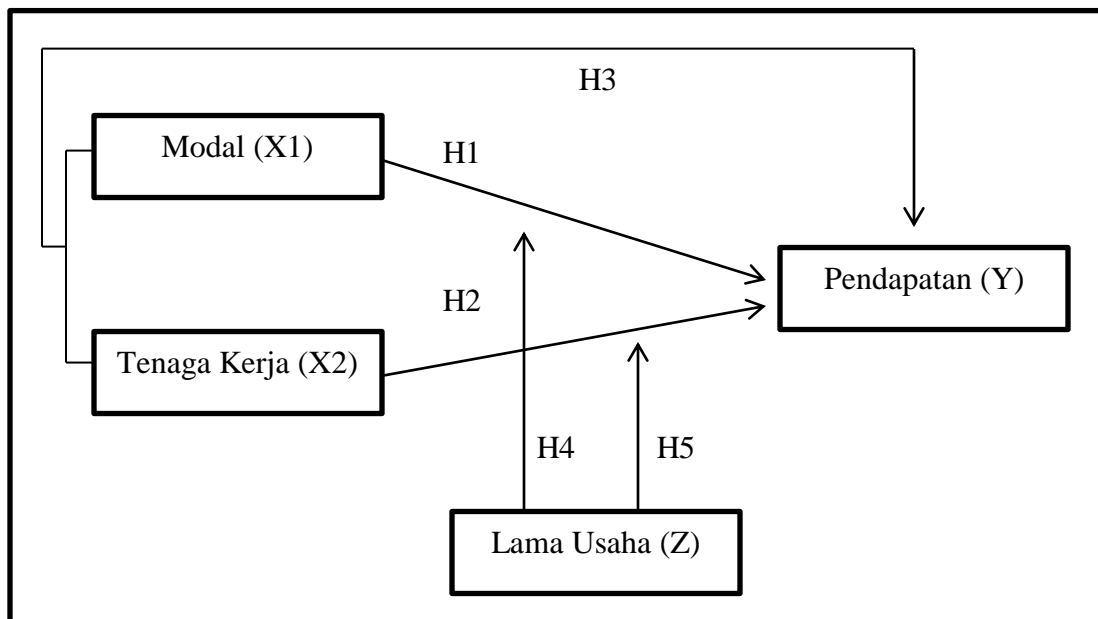 H3
Modal (X1)
H1
Pendapatan (Y)
H2
Tenaga Kerja (X2)
H4
H5
Lama Usaha (Z)